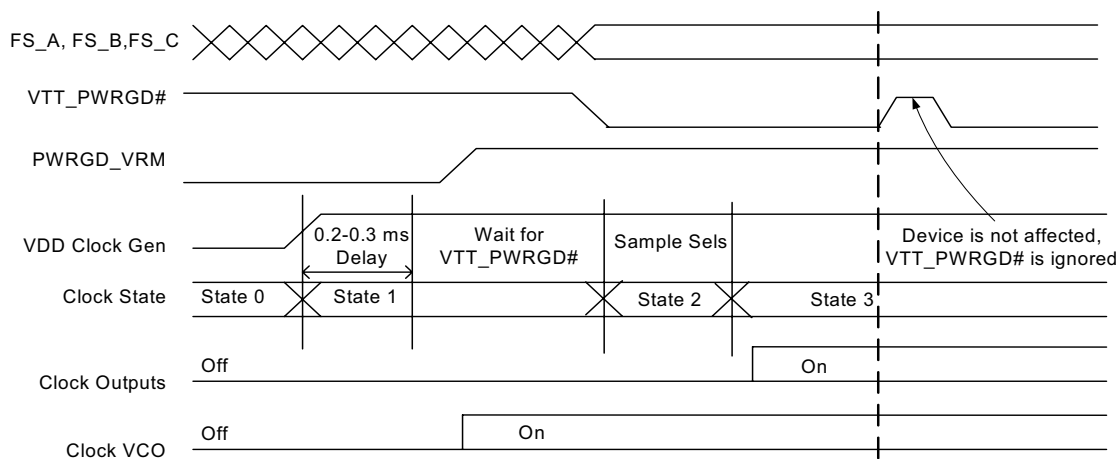 FS_A, FS_B,FS_C
VTT_PWRGD#
PWRGD_VRM
VDD Clock Gen
0.2-0.3 ms
Delay
Wait for
VTT_PWRGD#
Sample Sels
Device is not affected,
VTT_PWRGD# is ignored
Clock State
State 0
State 1
State 2
State 3
Clock Outputs
Off
On
Clock VCO
Off
On